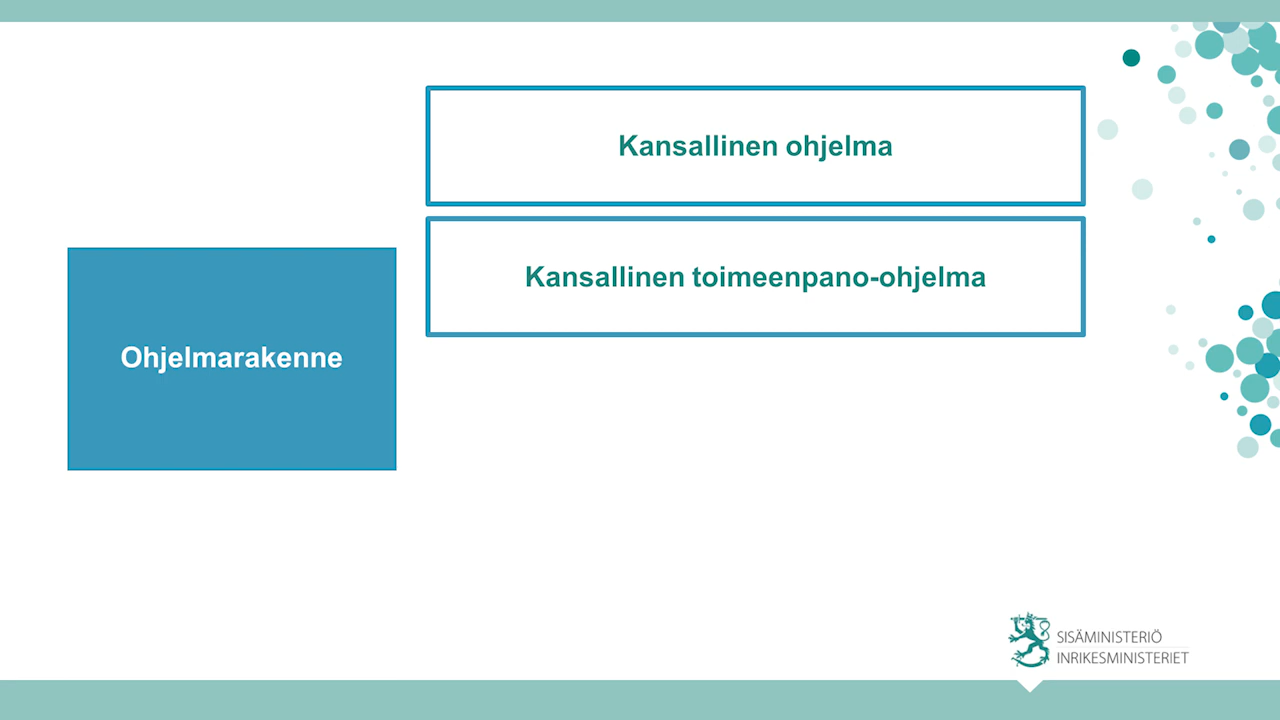 Kansallinen ohjelma
Kansallinen toimeenpano-ohjelma
Ohjelmarakenne
SISÄMINISTERIÖ
INRIKESMINISTERIET